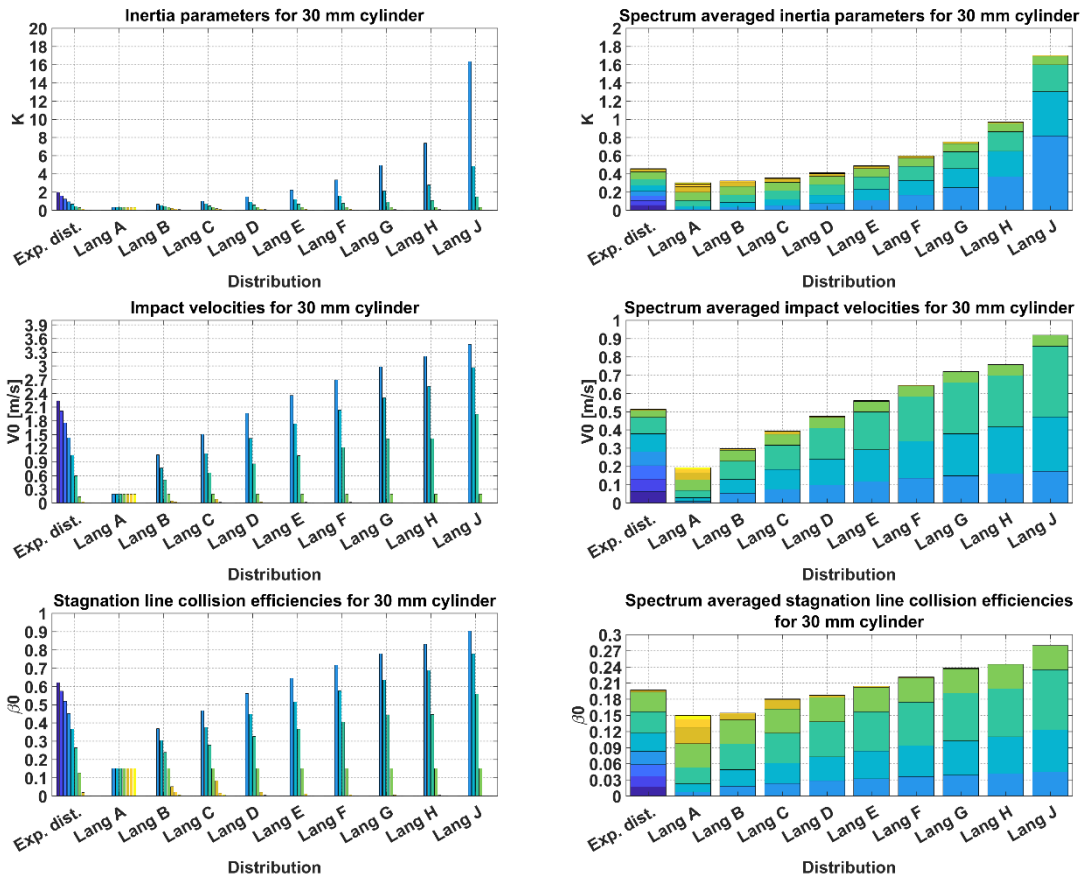 Inertia parameters for 30 mm cylinder
K
20
18
16
14
12
10
8
6
4
2
0
Exp. dist. Lang A Lang B Lang C Lang D Lang E Lang F Lang G Lang H Lang J
Distribution
Spectrum averaged inertia parameters for 30 mm cylinder
K
2
1.8
1.6
1.4
1.2
1
0.8
0.6
0.4
0.2
0
Exp. dist. Lang A Lang B Lang C Lang D Lang E Lang F Lang G Lang H Lang J
Distribution
Impact velocities for 30 mm cylinder
V0 [m/s]
3.9
3.6
3.3
3
2.7
2.4
2.1
1.8
1.5
1.2
0.9
0.6
0.3
0
Exp. dist. Lang A Lang B Lang C Lang D Lang E Lang F Lang G Lang H Lang J
Distribution
Spectrum averaged impact velocities for 30 mm cylinder
V0 [m/s]
1
0.9
0.8
0.7
0.6
0.5
0.4
0.3
0.2
0.1
0
Exp. dist. Lang A Lang B Lang C Lang D Lang E Lang F Lang G Lang H Lang J
Distribution
Stagnation line collision efficiencies for 30 mm cylinder
β0
1
0.9
0.8
0.7
0.6
0.5
0.4
0.3
0.2
0.1
0
Exp. dist. Lang A Lang B Lang C Lang D Lang E Lang F Lang G Lang H Lang J
Distribution
Spectrum averaged stagnation line collision efficiencies
for 30 mm cylinder
β0
0.3
0.27
0.24
0.21
0.18
0.15
0.12
0.09
0.06
0.03
0
Exp. dist. Lang A Lang B Lang C Lang D Lang E Lang F Lang G Lang H Lang J
Distribution